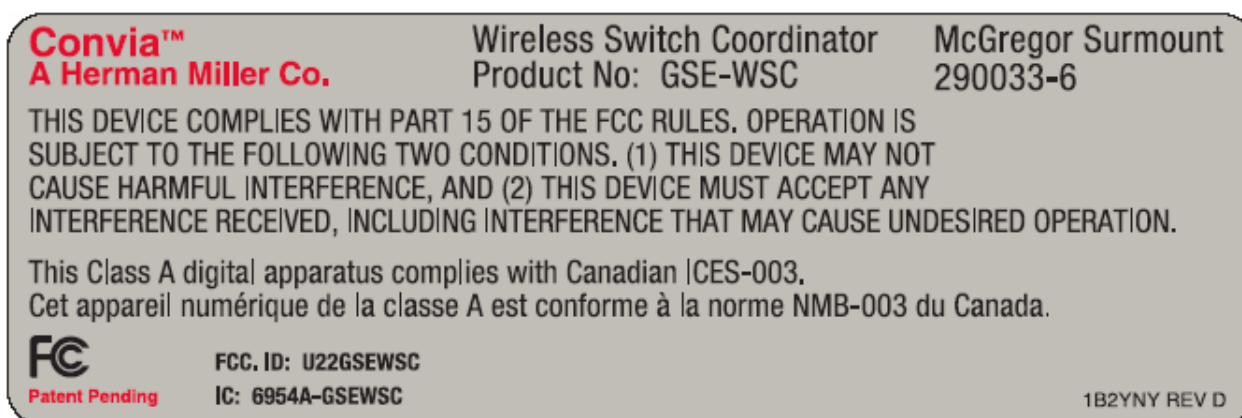 Convia™
A Herman Miller Co.
Wireless Switch Coordinator
Product No: GSE-WSC
McGregor Surmount
290033-6
THIS DEVICE COMPLIES WITH PART 15 OF THE FCC RULES. OPERATION IS
SUBJECT TO THE FOLLOWING TWO CONDITIONS. (1) THIS DEVICE MAY NOT
CAUSE HARMFUL INTERFERENCE, AND (2) THIS DEVICE MUST ACCEPT ANY
INTERFERENCE RECEIVED, INCLUDING INTERFERENCE THAT MAY CAUSE UNDESIRED OPERATION.
This Class A digital apparatus complies with Canadian ICES-003.
Cet appareil numérique de la classe A est conforme à la norme NMB-003 du Canada.
FC
Patent Pending
FCC. ID: U22GSEWSC
IC: 6954A-GSEWSC
1B2YNY REV D